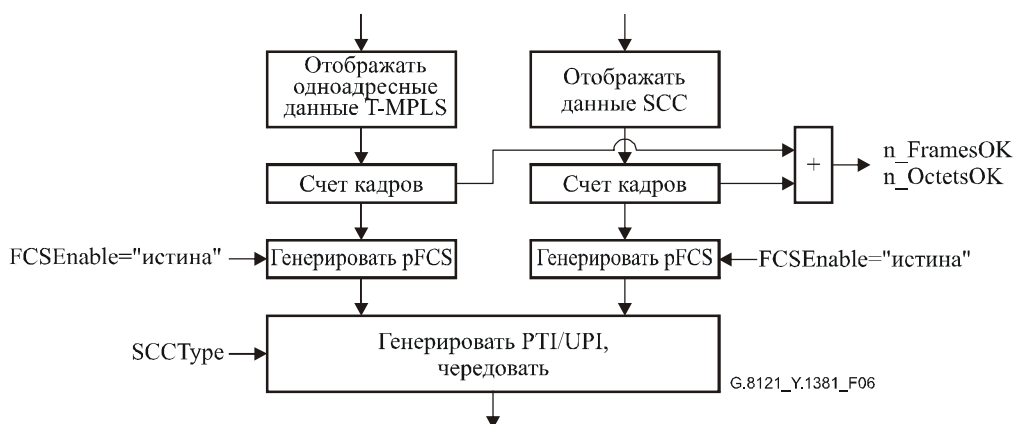 Отображать
одноадресные
данные T-MPLS
Отображать
данные SCC
Счет кадров
Счет кадров
+
n_FramesOK
n_OctetsOK
FCSEnable="истина"
Генерировать pFCS
Генерировать pFCS
FCSEnable="истина"
SCCType
Генерировать PTI/UPI,
чередовать
G.8121_Y.1381_F06